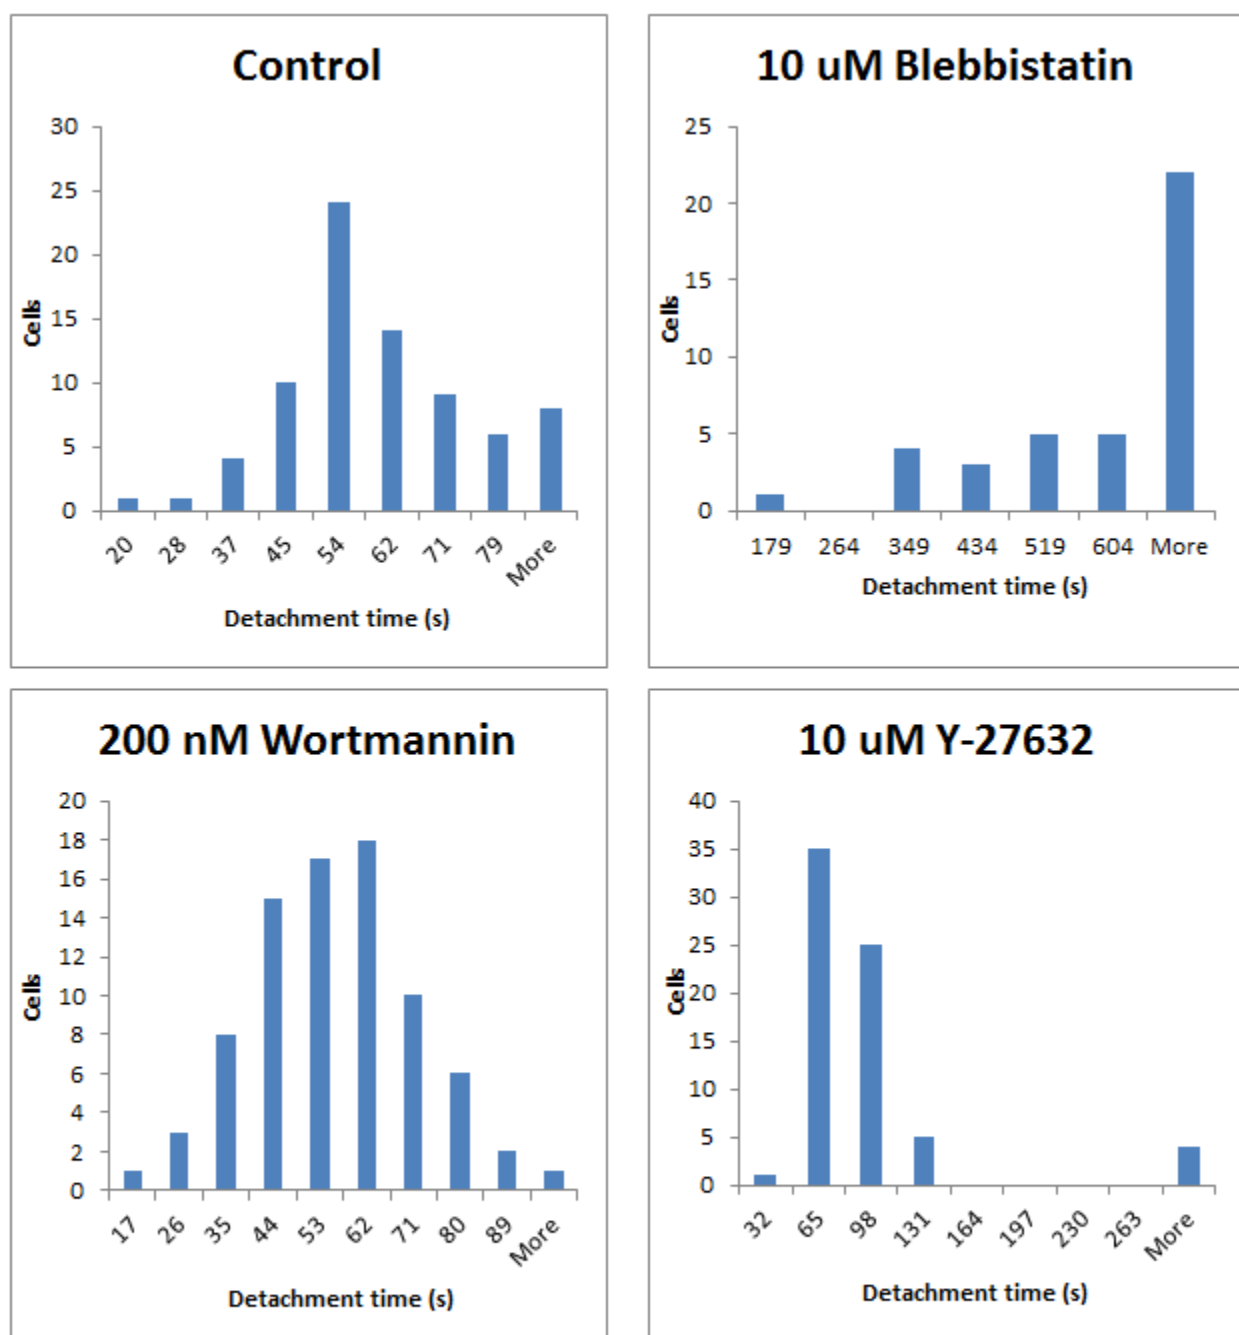 Control
30
25
20
15
10
5
0
Cells
20 28 37 45 54 62 71 79 More
Detachment time (s)
10 uM Blebbistatin
25
20
15
10
5
0
Cells
179 264 349 434 519 604 More
Detachment time (s)
200 nM Wortmannin
20
18
16
14
12
10
8
6
4
2
0
Cells
17 26 35 44 53 62 71 80 89 More
Detachment time (s)
10 uM Y-27632
40
35
30
25
20
15
10
5
0
Cells
32 65 98 131 164 197 230 263 More
Detachment time (s)